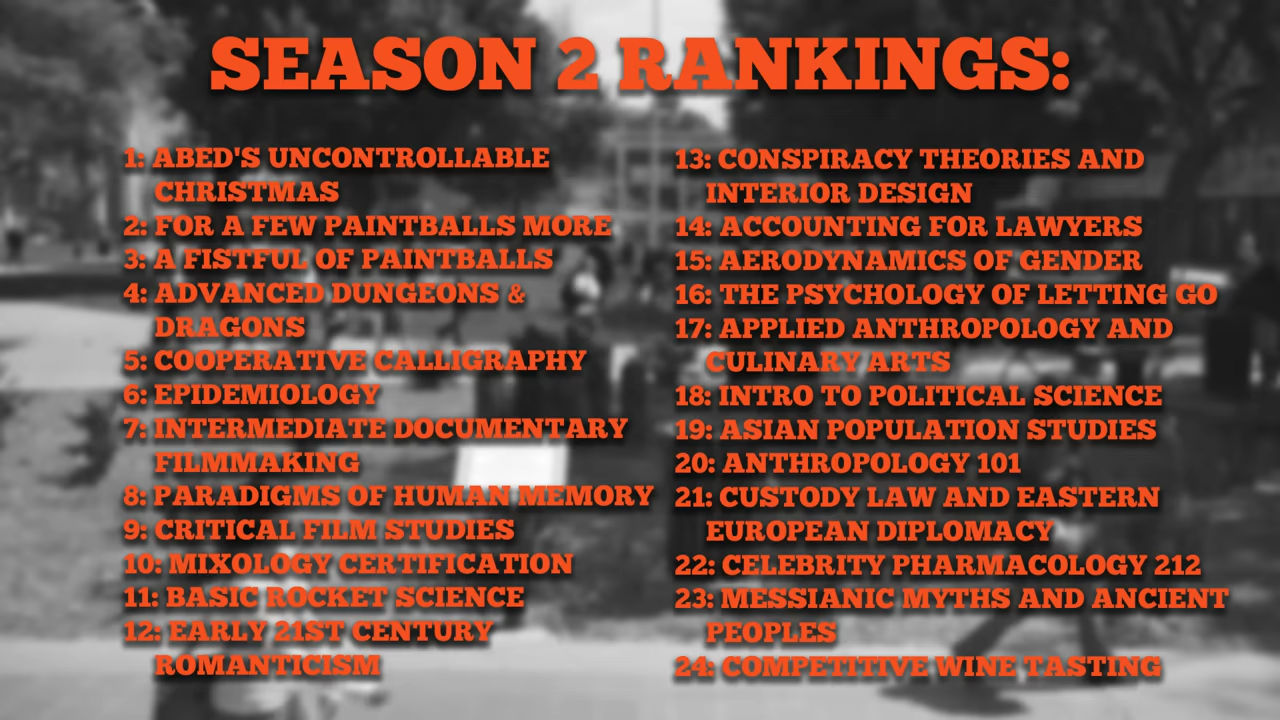 SEASON 2 RANKINGS:
1: ABED'S UNCONTROLLABLE
CHRISTMAS
2: FOR A FEW PAINTBALLS MORE
3: A FISTFUL OF PAINTBALLS
4: ADVANCED DUNGEONS &
DRAGONS
5: COOPERATIVE CALLIGRAPHY
6: EPIDEMIOLOGY
7: INTERMEDIATE DOCUMENTARY
FILMMAKING
8: PARADIGMS OF HUMAN MEMORY
9: CRITICAL FILM STUDIES
10: MIXOLOGY CERTIFICATION
11: BASIC ROCKET SCIENCE
12: EARLY 21ST CENTURY
ROMANTICISM
13: CONSPIRACY THEORIES AND
INTERIOR DESIGN
14: ACCOUNTING FOR LAWYERS
15: AERODYNAMICS OF GENDER
16: THE PSYCHOLOGY OF LETTING GO
17: APPLIED ANTHROPOLOGY AND
CULINARY ARTS
18: INTRO TO POLITICAL SCIENCE
19: ASIAN POPULATION STUDIES
20: ANTHROPOLOGY 101
21: CUSTODY LAW AND EASTERN
EUROPEAN DIPLOMACY
22: CELEBRITY PHARMACOLOGY 212
23: MESSIANIC MYTHS AND ANCIENT
PEOPLES
24: COMPETITIVE WINE TASTING